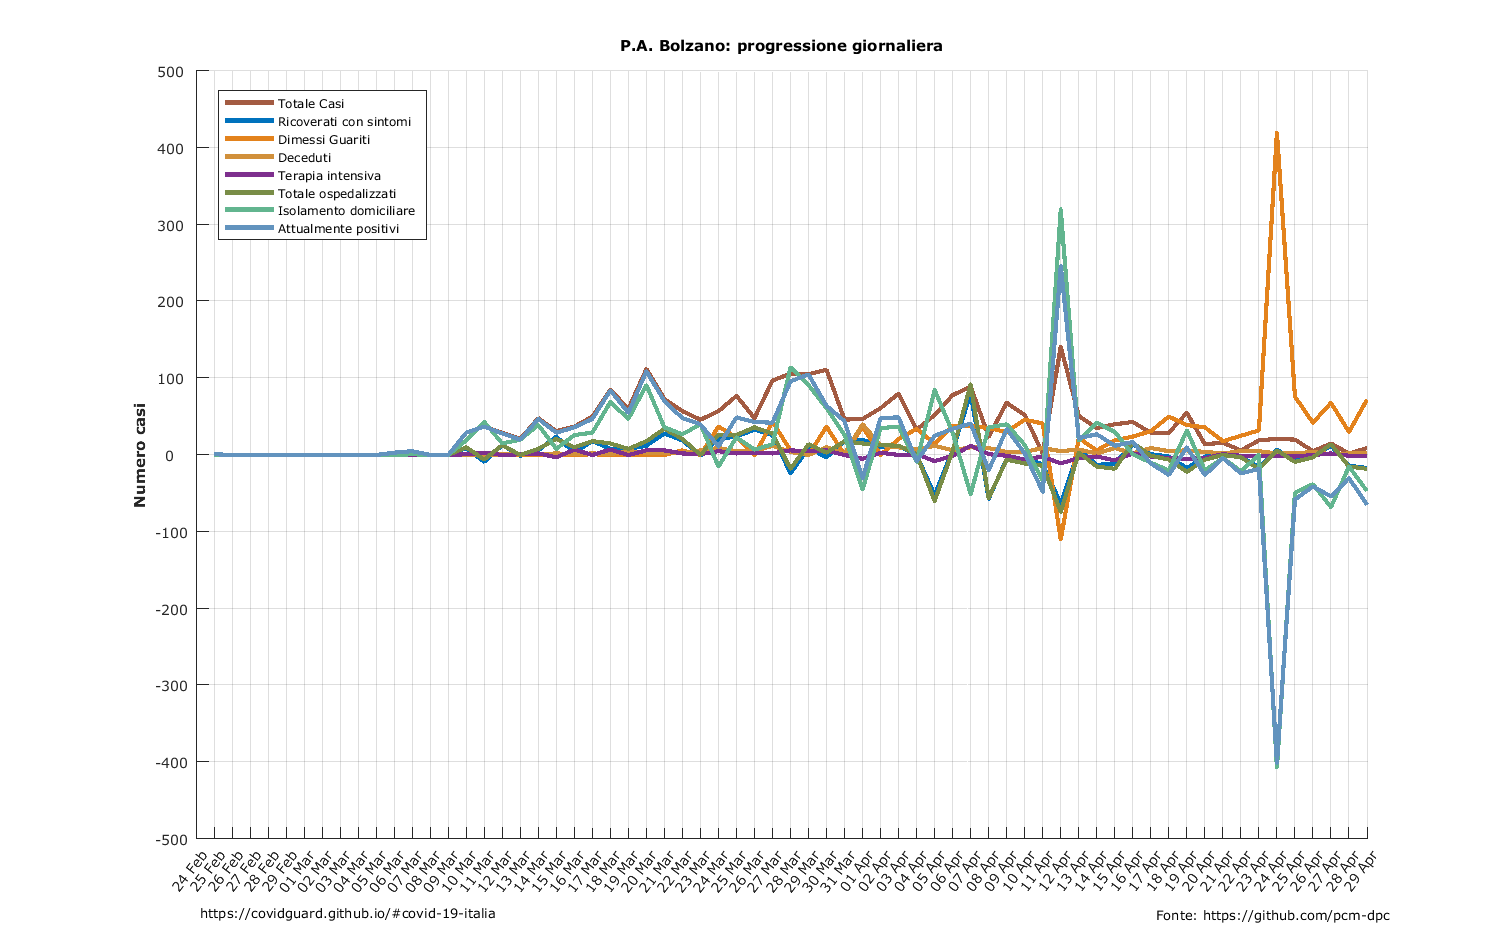 P.A. Bolzano: progressione giornaliera
500
400
300
200
100
0
-100
-200
-300
-400
-500
Numero casi
Totale Casi
Ricoverati con sintomi
Dimessi Guariti
Deceduti
Terapia intensiva
Totale ospedalizzati
Isolamento domiciliare
Attualmente positivi
24 Feb
25 Feb
26 Feb
27 Feb
28 Feb
29 Feb
01 Mar
02 Mar
03 Mar
04 Mar
05 Mar
06 Mar
07 Mar
08 Mar
09 Mar
10 Mar
11 Mar
12 Mar
13 Mar
14 Mar
15 Mar
16 Mar
17 Mar
18 Mar
19 Mar
20 Mar
21 Mar
22 Mar
23 Mar
24 Mar
25 Mar
26 Mar
27 Mar
28 Mar
29 Mar
30 Mar
31 Mar
01 Apr
02 Apr
03 Apr
04 Apr
05 Apr
06 Apr
07 Apr
08 Apr
09 Apr
10 Apr
11 Apr
12 Apr
13 Apr
14 Apr
15 Apr
16 Apr
17 Apr
18 Apr
19 Apr
20 Apr
21 Apr
22 Apr
23 Apr
24 Apr
25 Apr
26 Apr
27 Apr
28 Apr
29 Apr
https://covidguard.github.io/#covid-19-italia
Fonte: https://github.com/pcm-dpc